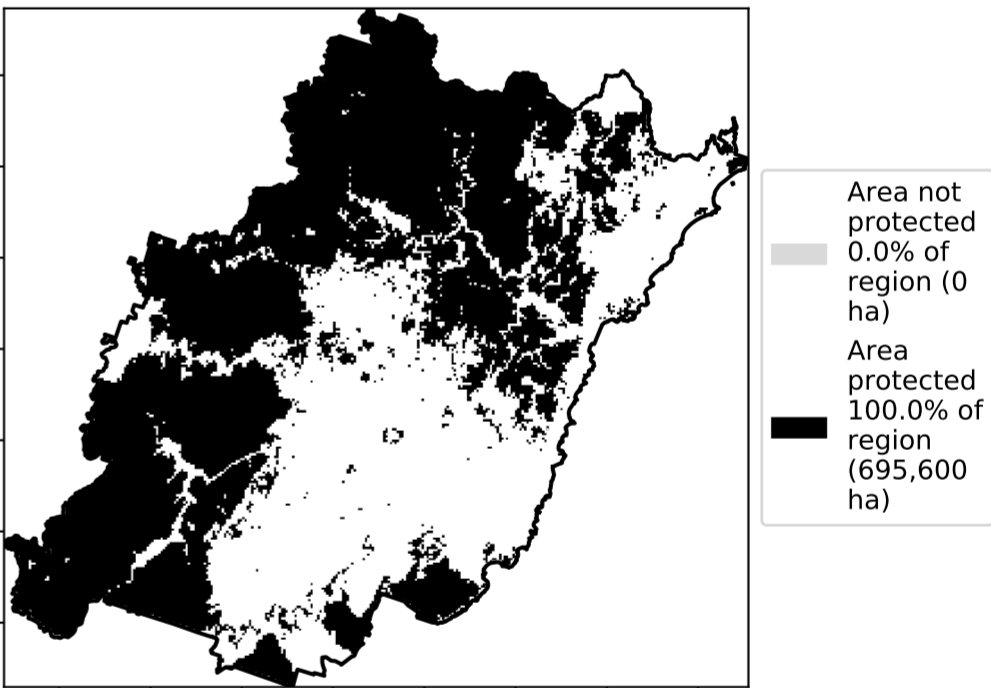 Area not
protected
0.0% of
region (0
ha)
Area
protected
100.0% of
region
(695,600
ha)